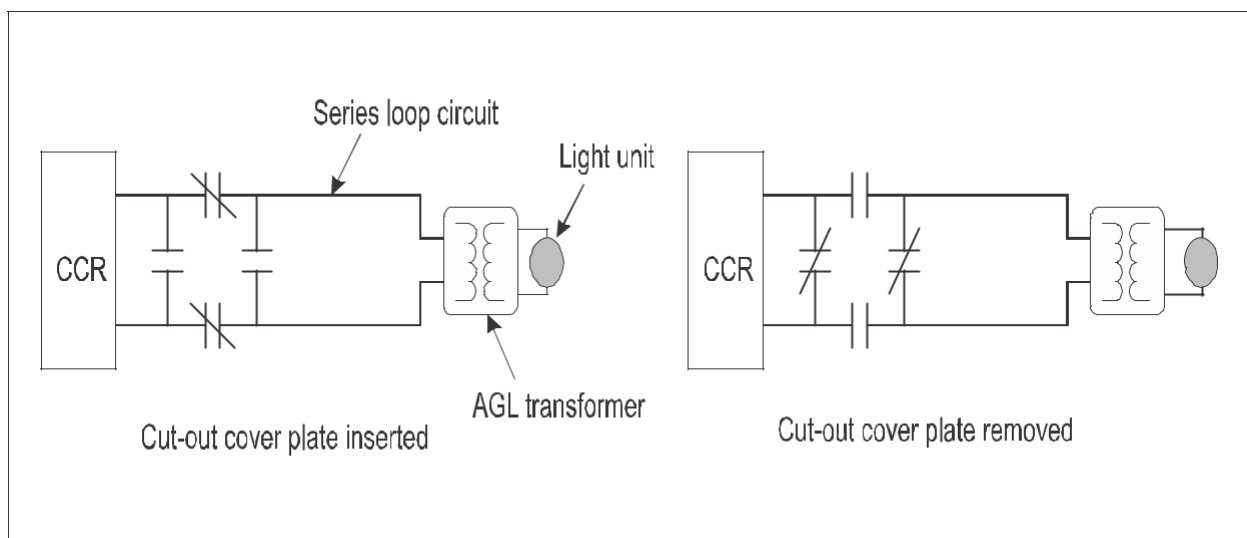 Series loop circuit
Light unit
CCR
CCR
AGL transformer
Cut-out cover plate inserted
Cut-out cover plate removed